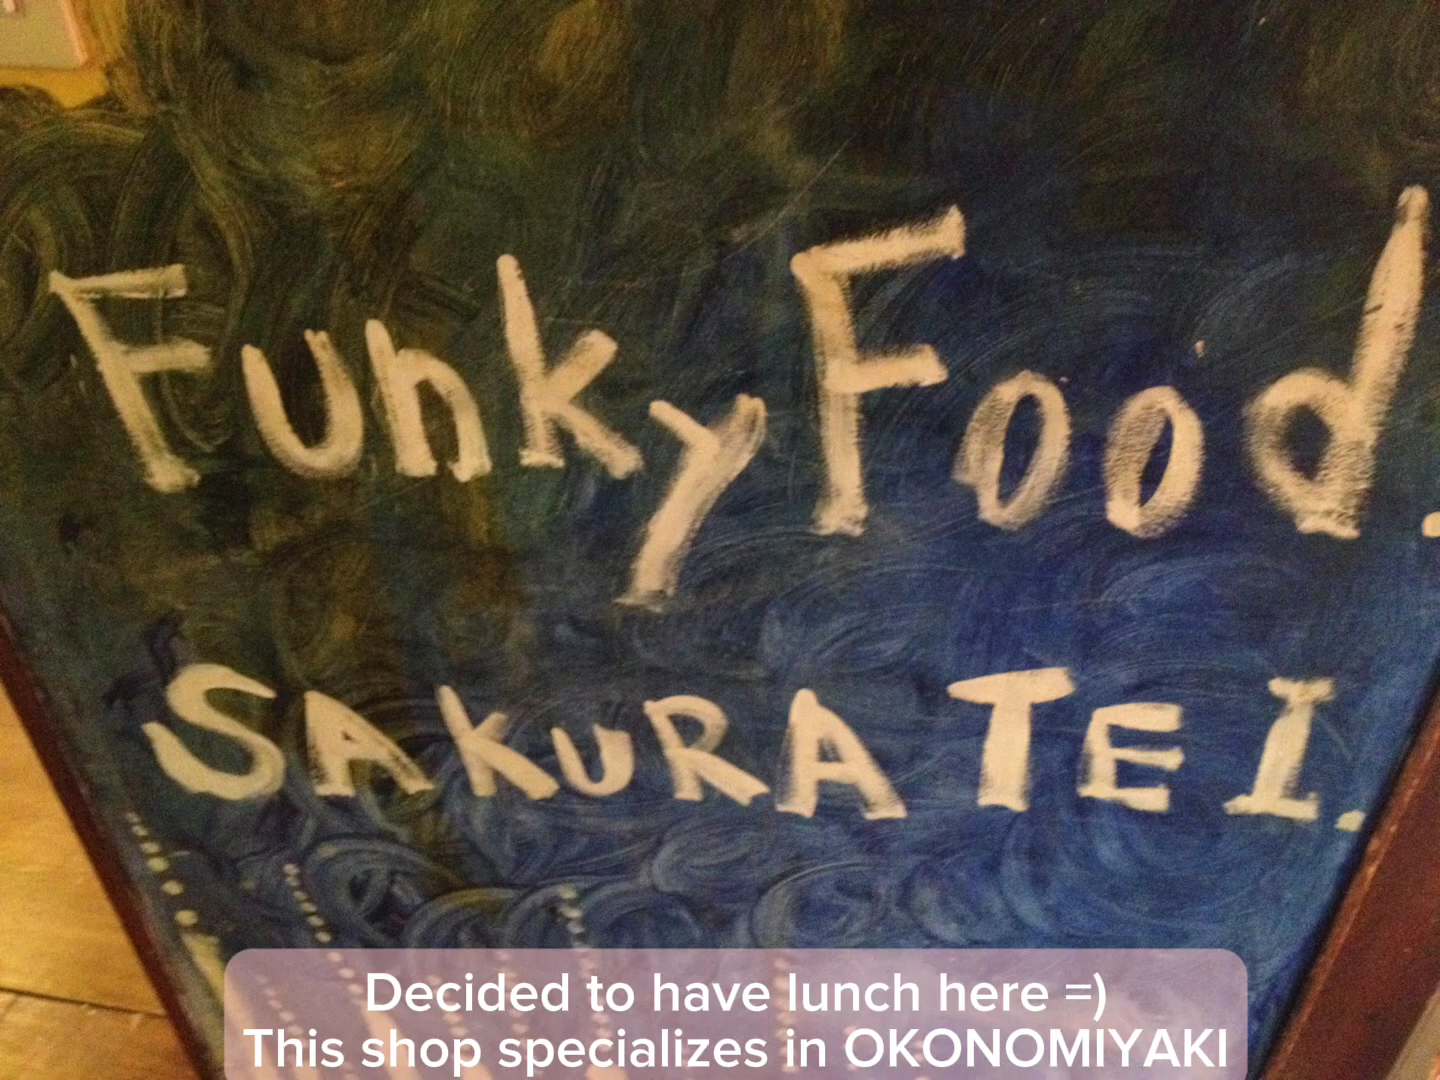 Funky Food.
SAKURA TEI.
Decided to have lunch here =)
This shop specializes in OKONOMIYAKI